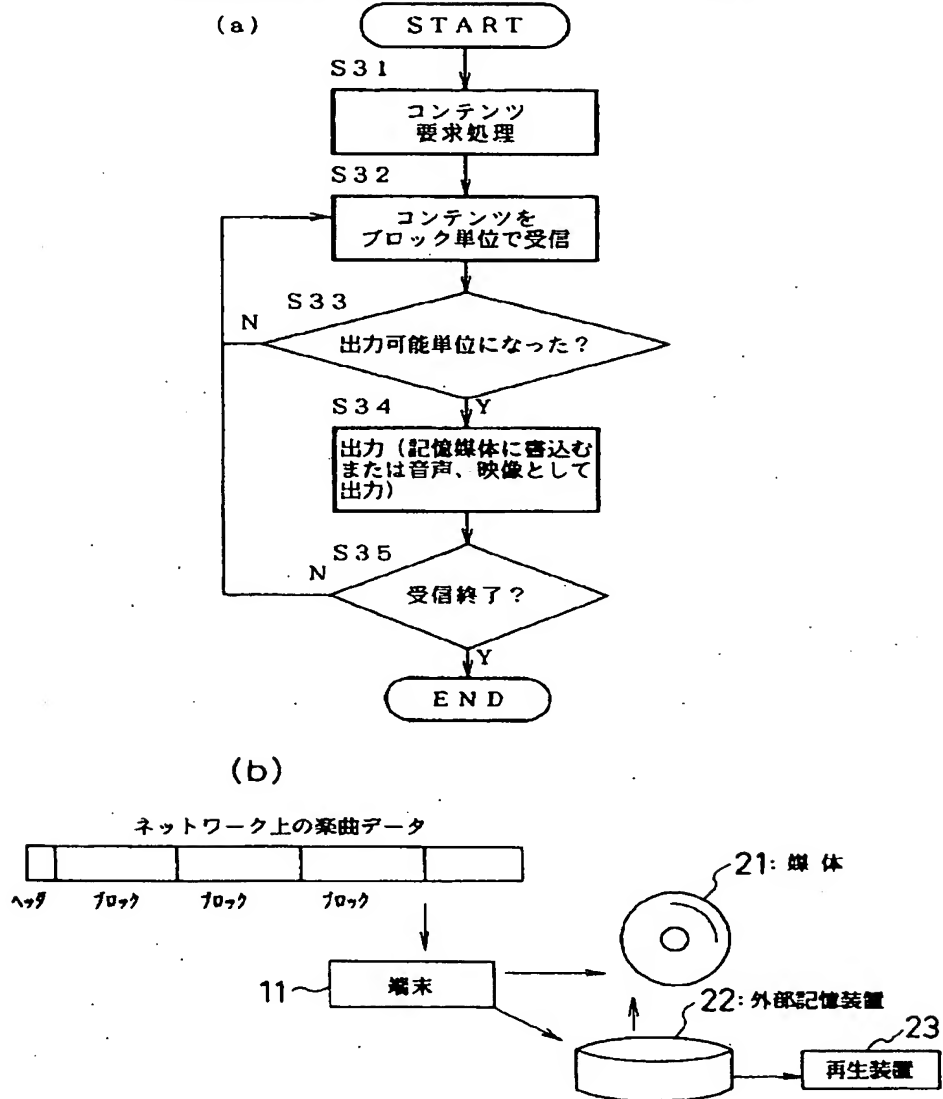 (a)
START
S31
コンテンツ
要求処理
S32
コンテンツを
ブロック単位で受信
S33
N
出力可能単位になった？
Y
S34
出力（記憶媒体に書込む
または音声、映像として
出力）
S35
N
受信終了？
Y
END
(b)
ネットワーク上の楽曲データ
ヘッダ ブロック ブロック ブロック
21:媒体
11
端末
22:外部記憶装置
23
再生装置